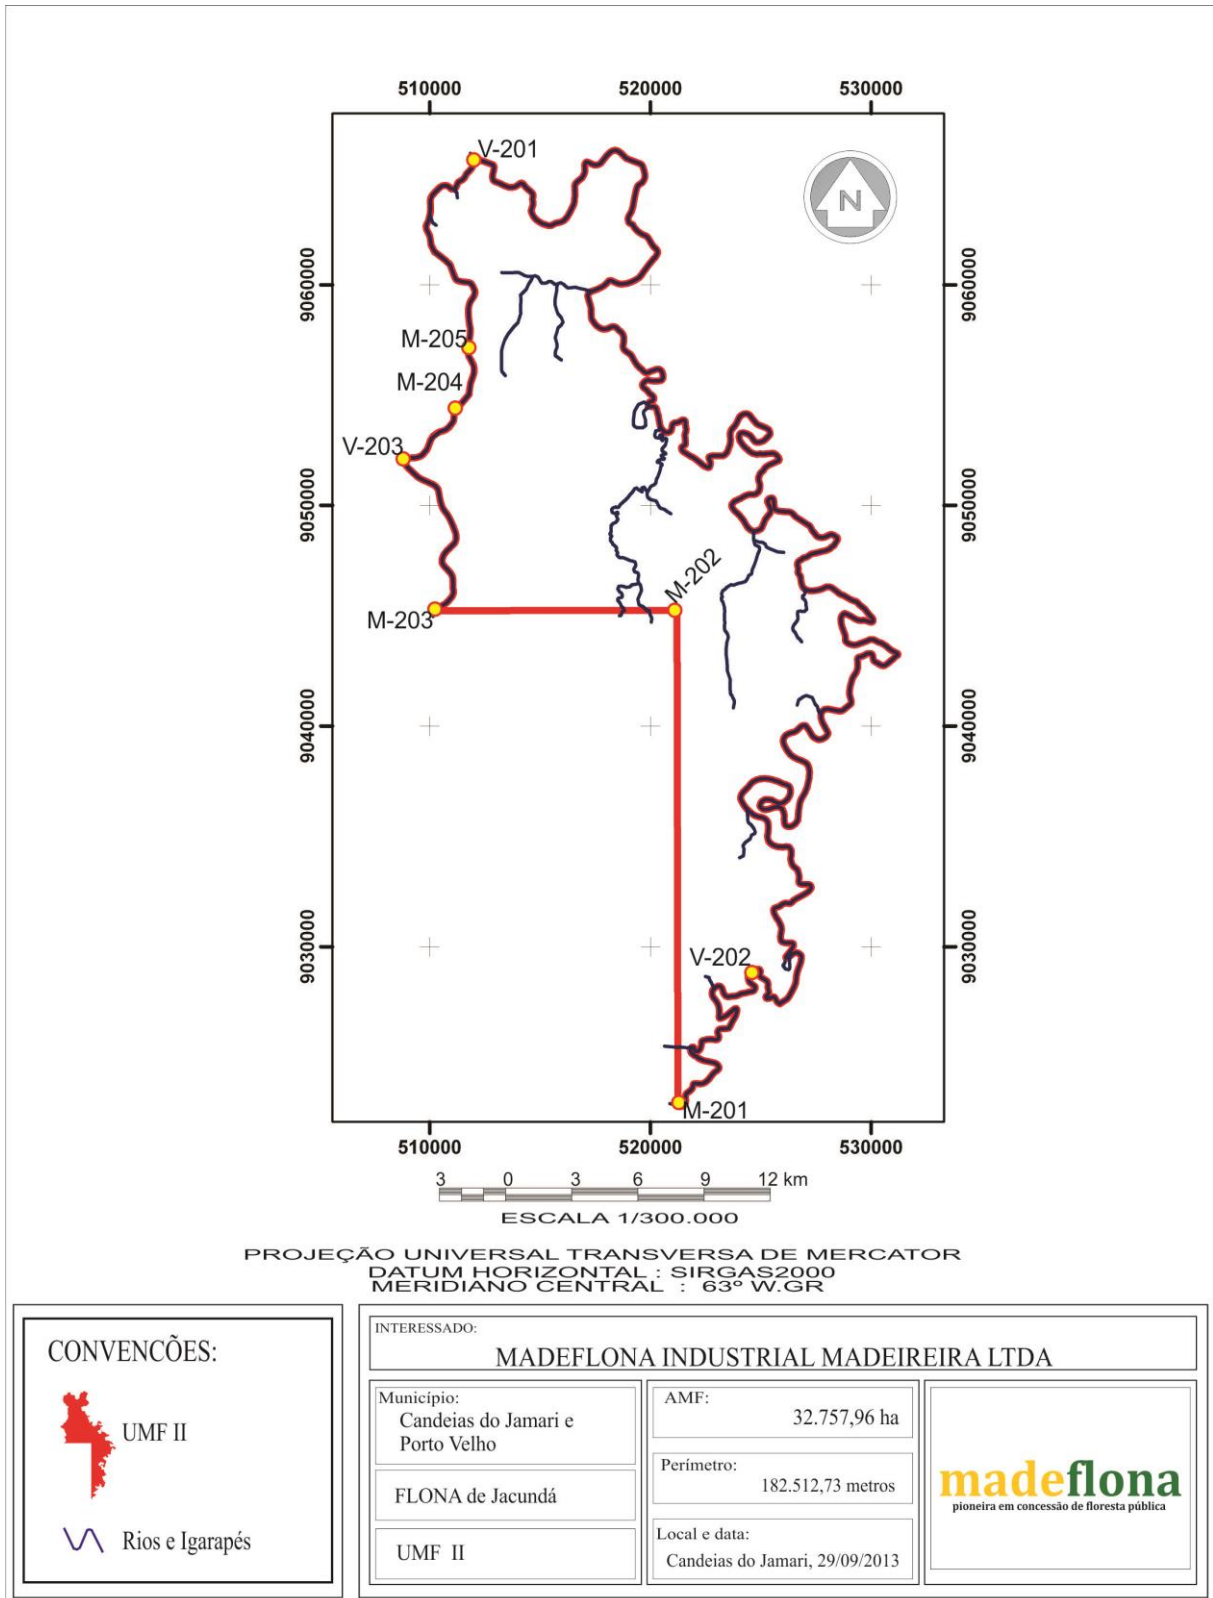 510000
520000
530000
V-201
N
9060000
9060000
M-205
M-204
V-203
9050000
9050000
M-202
M-203
9040000
9040000
9030000
9030000
V-202
M-201
510000
520000
530000
3 0 3 6 9 12 km
ESCALA 1/300.000
PROJEÇÃO UNIVERSAL TRANSVERSA DE MERCATOR
DATUM HORIZONTAL : SIRGAS2000
MERIDIANO CENTRAL : 63º W.GR
CONVENCÕES:
UMF II
Rios e Igarapés
INTERESSADO:
MADEFLONA INDUSTRIAL MADEIREIRA LTDA
Município:
Candeias do Jamari e
Porto Velho
FLONA de Jacundá
UMF II
AMF:
32.757,96 ha
Perímetro:
182.512,73 metros
Local e data:
Candeias do Jamari, 29/09/2013
madeflona
pioneira em concessão de floresta pública